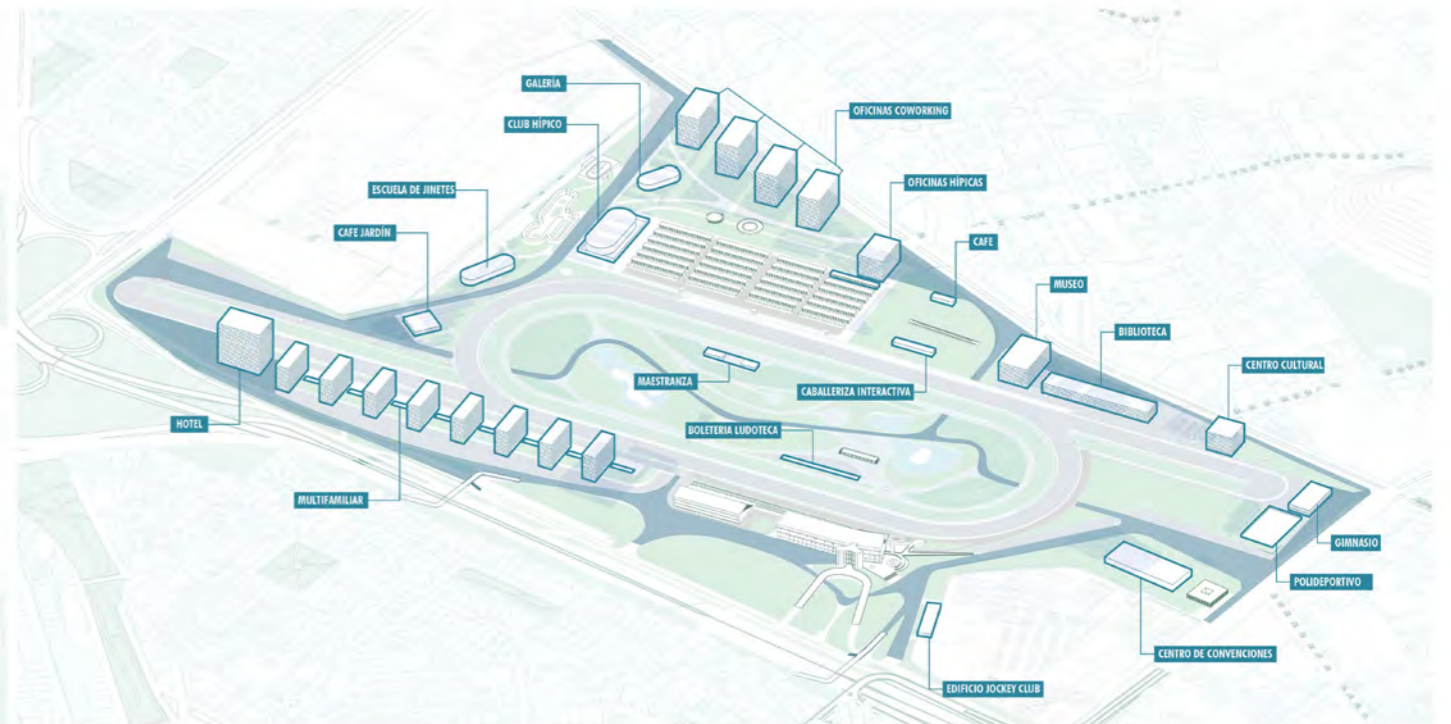 GALERÍA
OFICINAS COWORKING
CLUB HÍPICO
ESCUELA DE JINETES
OFICINAS HÍPICAS
CAFE JARDÍN
CAFE
MUSEO
BIBLIOTECA
CENTRO CULTURAL
MAESTRANZA
CABALLERIZA INTERACTIVA
HOTEL
BOLETERIA LUDOTECA
MULTIFAMILIAR
GIMNASIO
POLIDEPORTIVO
CENTRO DE CONVENCIONES
EDIFICIO JOCKEY CLUB